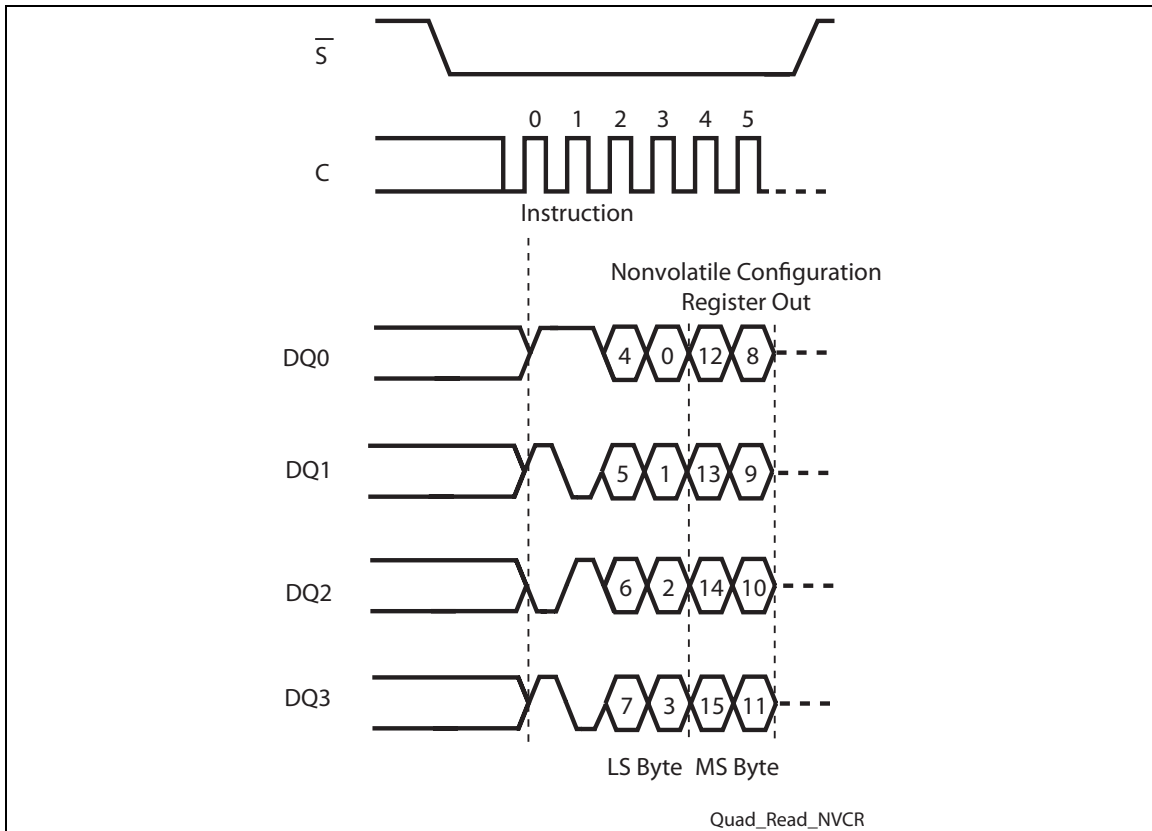 S
0 1 2 3 4 5
C
Instruction
Nonvolatile Configuration
Register Out
DQ0 4 0 12 8
DQ1 5 1 13 9
DQ2 6 2 14 10
DQ3 7 3 15 11
LS Byte MS Byte
Quad_Read_NVCR